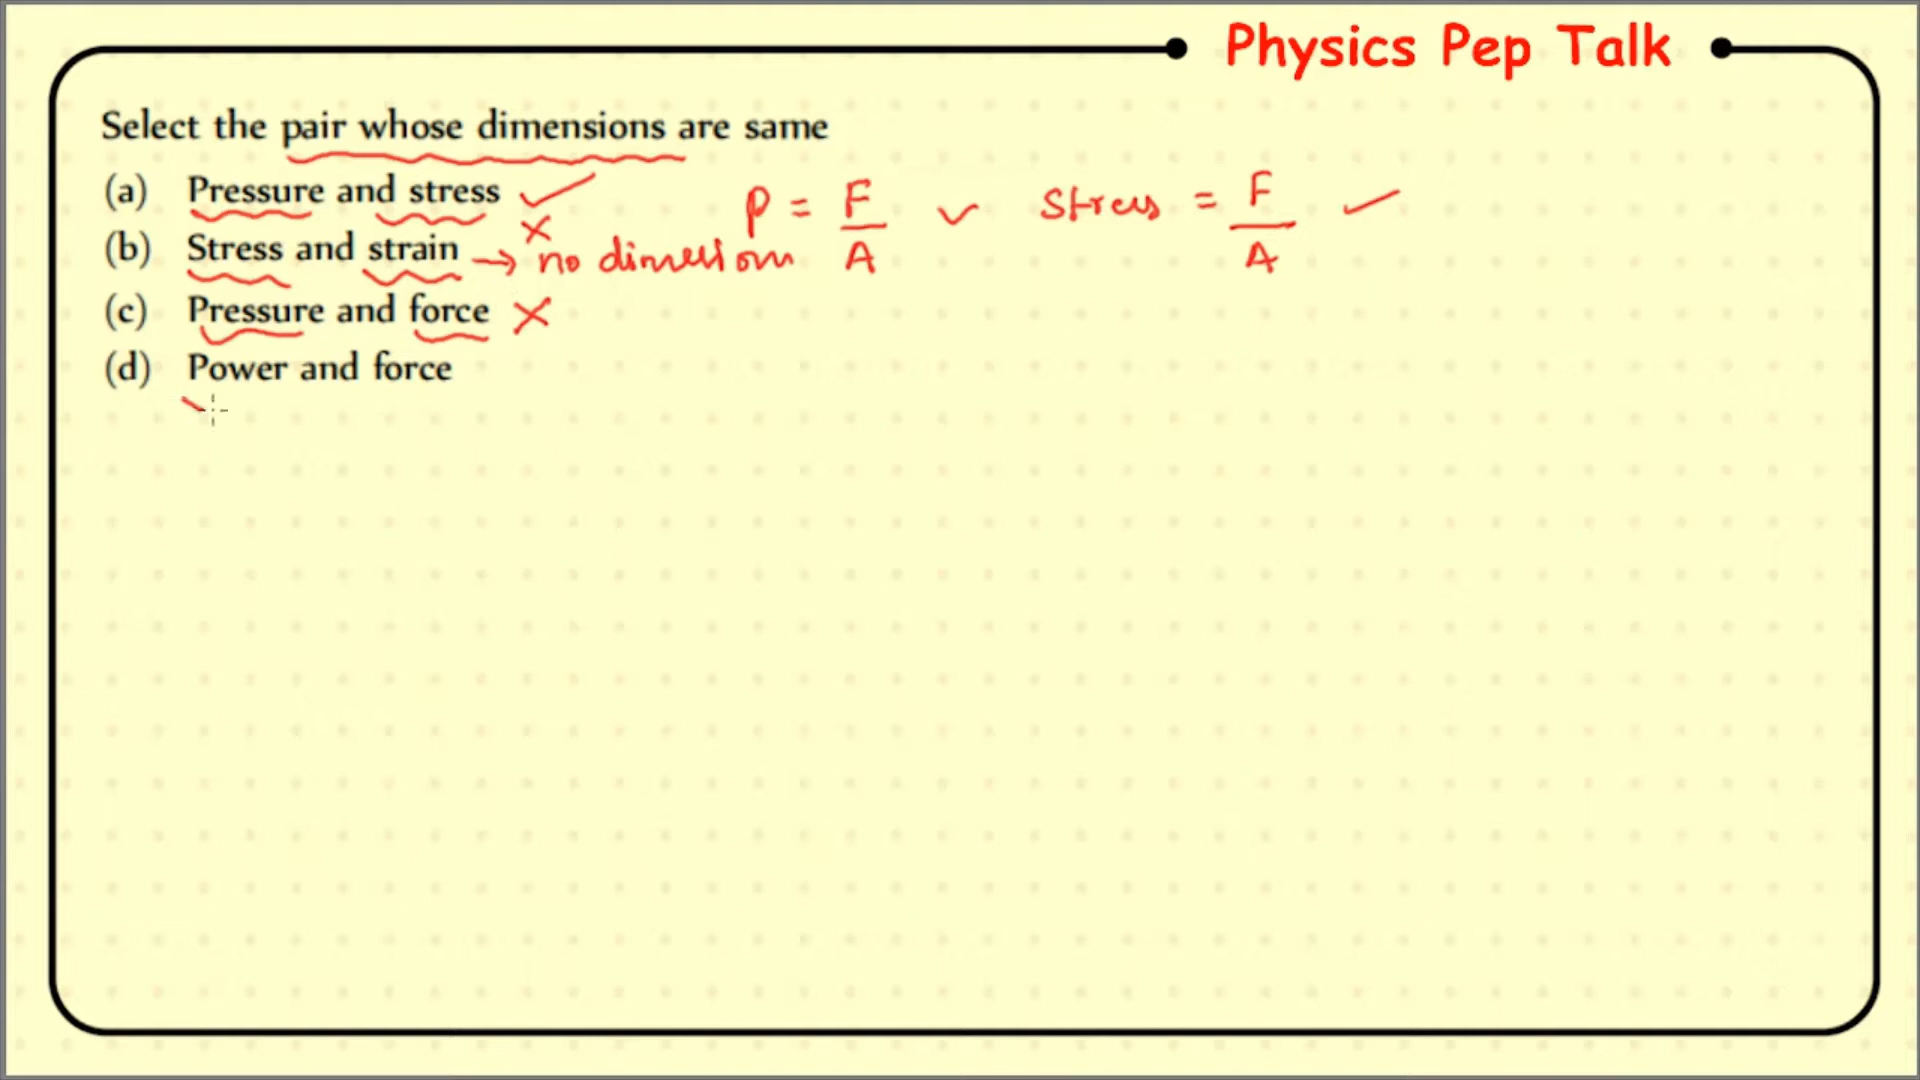 Physics Pep Talk
Select the pair whose dimensions are same
(a) Pressure and stress ✓ P = F/A ✓ Stress = F/A ✓
(b) Stress and strain → no dimension ×
(c) Pressure and force ×
(d) Power and force